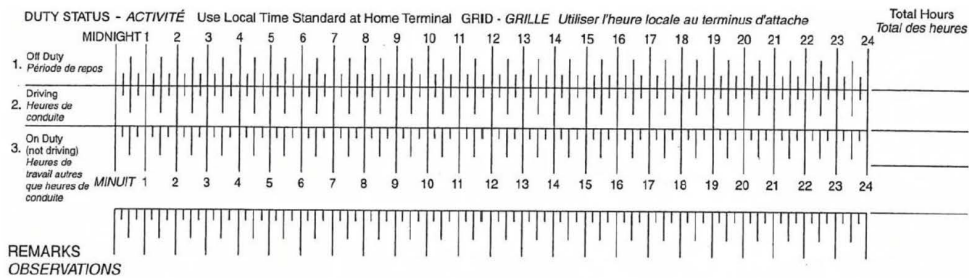 DUTY STATUS - ACTIVITÉ Use Local Time Standard at Home Terminal GRID - GRILLE Utiliser l'heure locale au terminus d'attache
Total Hours
Total des heures
MIDNIGHT 1 2 3 4 5 6 7 8 9 10 11 12 13 14 15 16 17 18 19 20 21 22 23 24
1. Off Duty
Période de repos
2. Driving
Heures de
conduite
3. On Duty
(not driving)
Heures de
travail autres
que heures de
conduite
MINUIT 1 2 3 4 5 6 7 8 9 10 11 12 13 14 15 16 17 18 19 20 21 22 23 24
REMARKS
OBSERVATIONS